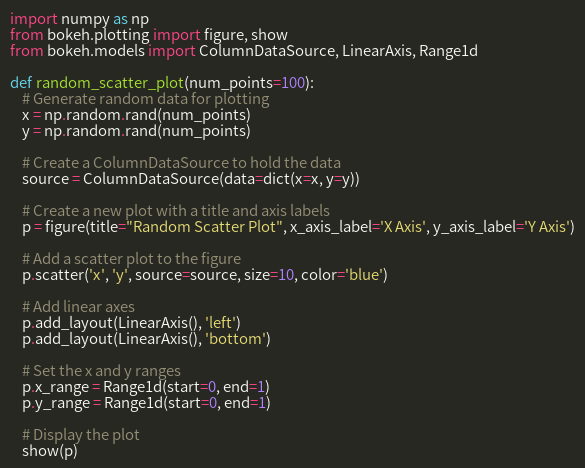 import numpy as np
from bokeh.plotting import figure, show
from bokeh.models import ColumnDataSource, LinearAxis, Range1d

def random_scatter_plot(num_points=100):
    # Generate random data for plotting
    x = np.random.rand(num_points)
    y = np.random.rand(num_points)

    # Create a ColumnDataSource to hold the data
    source = ColumnDataSource(data=dict(x=x, y=y))

    # Create a new plot with a title and axis labels
    p = figure(title="Random Scatter Plot", x_axis_label='X Axis', y_axis_label='Y Axis')

    # Add a scatter plot to the figure
    p.scatter('x', 'y', source=source, size=10, color='blue')

    # Add linear axes
    p.add_layout(LinearAxis(), 'left')
    p.add_layout(LinearAxis(), 'bottom')

    # Set the x and y ranges
    p.x_range = Range1d(start=0, end=1)
    p.y_range = Range1d(start=0, end=1)

    # Display the plot
    show(p)